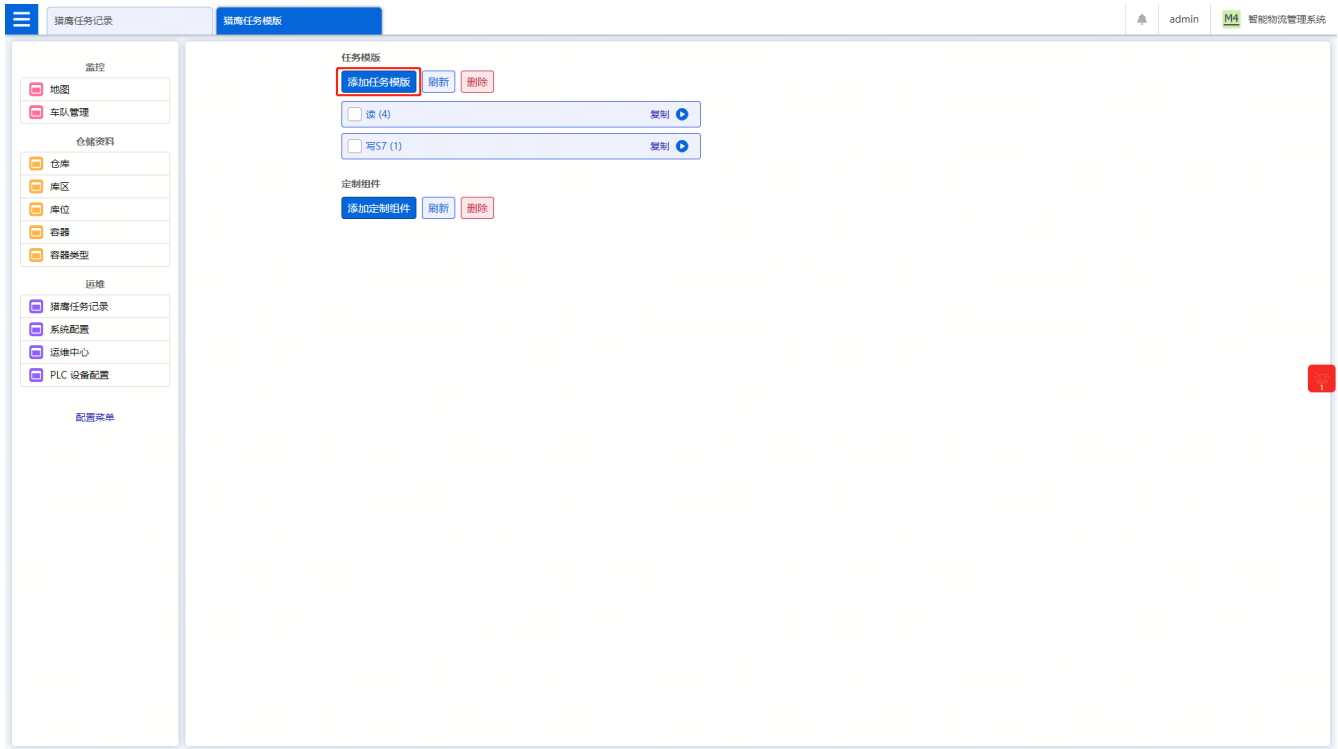 猎鹰任务记录
猎鹰任务模版
admin
M4 智能物流管理系统
监控
地图
车队管理
仓储资料
仓库
库区
库位
容器
容器类型
运维
猎鹰任务记录
系统配置
运维中心
PLC 设备配置
配置菜单
任务模版
添加任务模版 刷新 删除
读 (4) 复制
写S7 (1) 复制
定制组件
添加定制组件 刷新 删除
1